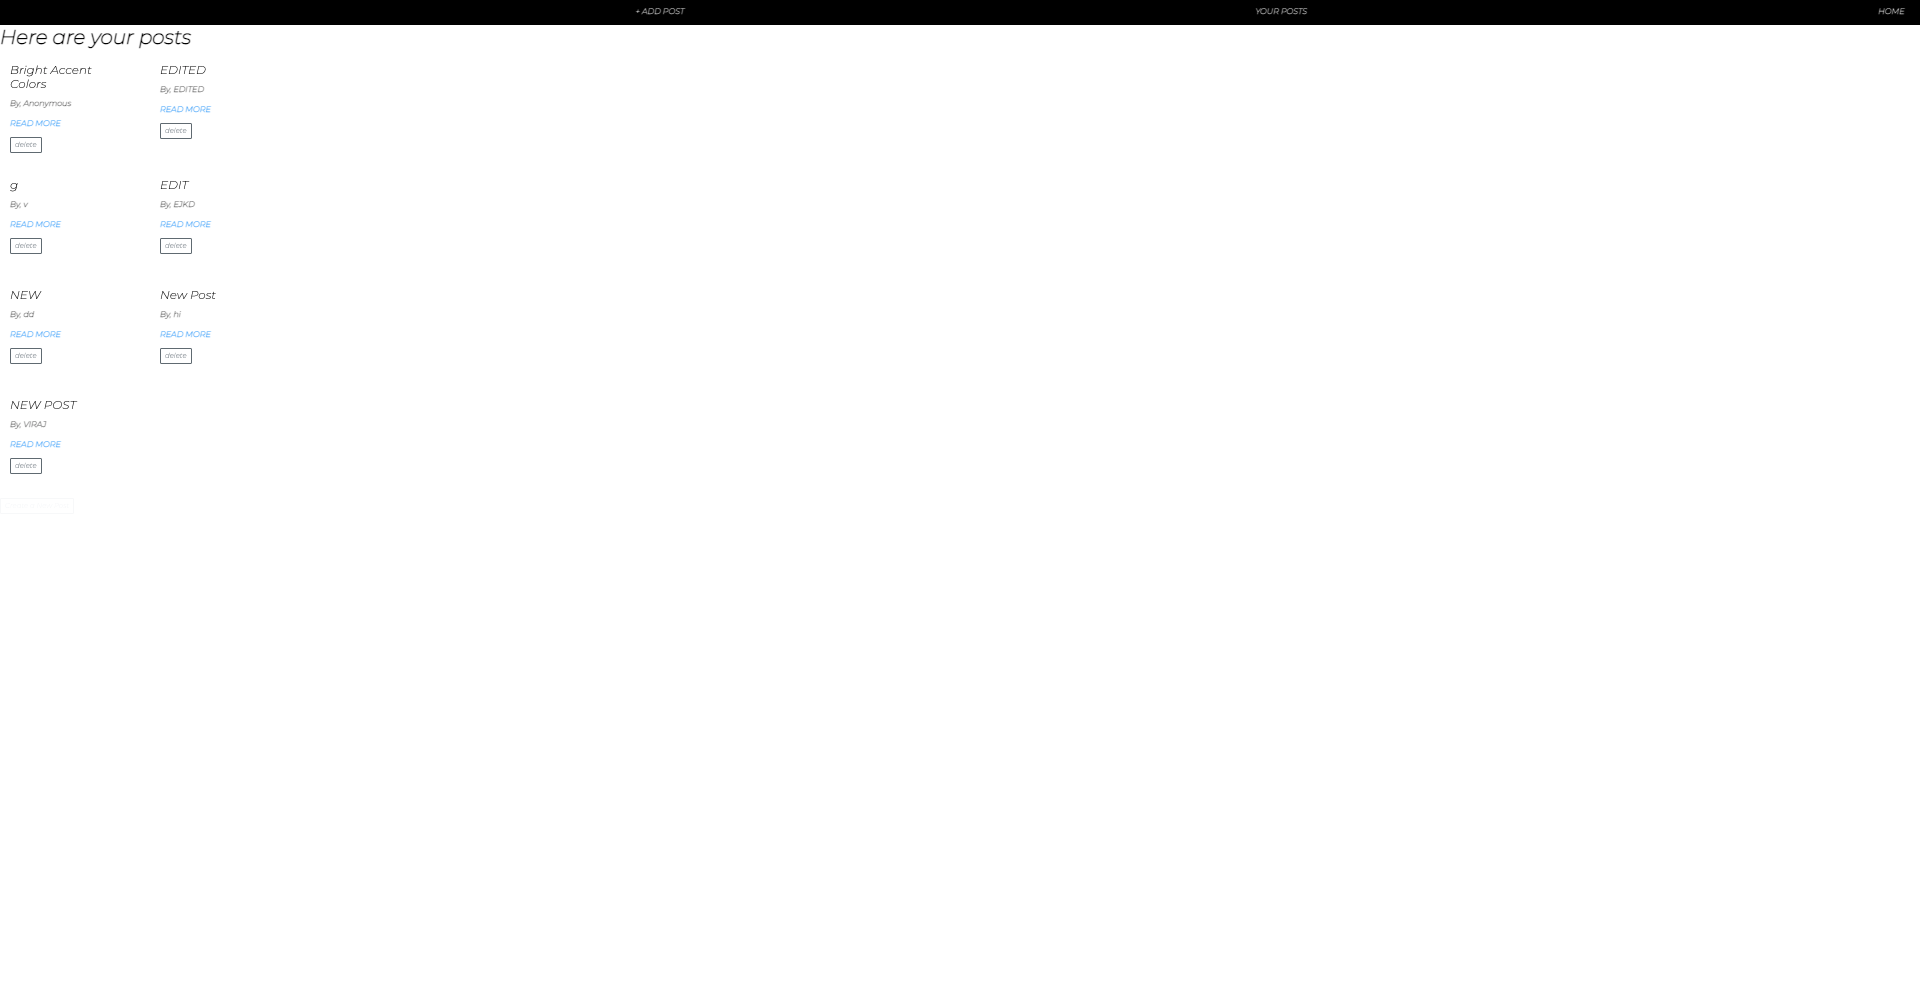 + ADD POST
YOUR POSTS
HOME
Here are your posts
Bright Accent
Colors
By, Anonymous
READ MORE
delete
EDITED
By, EDITED
READ MORE
delete
g
By, v
READ MORE
delete
EDIT
By, EJKD
READ MORE
delete
NEW
By, dd
READ MORE
delete
New Post
By, hi
READ MORE
delete
NEW POST
By, VIRAJ
READ MORE
delete